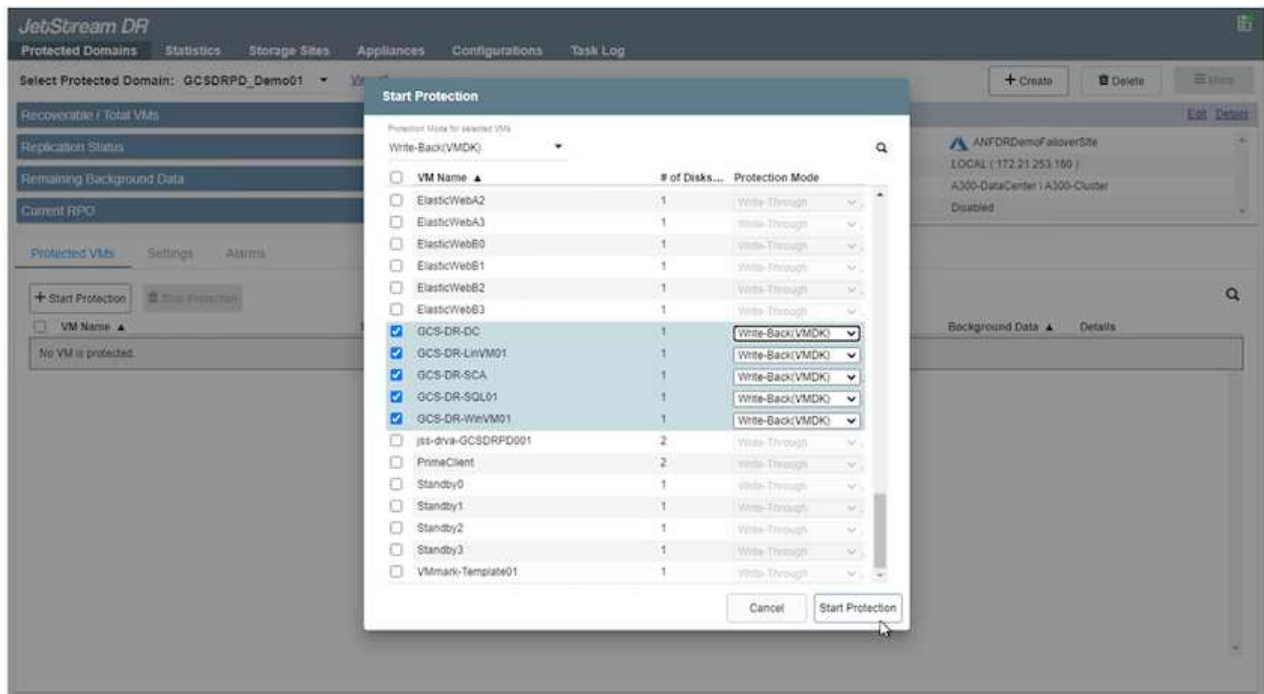 JetStream DR
Protected Domains Statistics Storage Sites Appliances Configurations Task Log
Select Protected Domain: GCSDRPD_Demo01
+ Create Delete
Recoverable / Total VMs Edit Details
Replication Status
Remaining Background Data
Current RPO
ANFDRDemoFailoverSite
LOCAL ( 172.21.253.160 )
A300-DataCenter \ A300-Cluster
Disabled
Protected VMs Settings Alarms
+ Start Protection Stop Protection
VM Name ▲ Background Data ▲ Details
No VM is protected.
Start Protection
Protection Mode for selected VMs
Write-Back(VMDK)
VM Name ▲ # of Disks... Protection Mode
ElasticWebA2 1 Write-Through
ElasticWebA3 1 Write-Through
ElasticWebB0 1 Write-Through
ElasticWebB1 1 Write-Through
ElasticWebB2 1 Write-Through
ElasticWebB3 1 Write-Through
GCS-DR-DC 1 Write-Back(VMDK)
GCS-DR-LinVM01 1 Write-Back(VMDK)
GCS-DR-SCA 1 Write-Back(VMDK)
GCS-DR-SQL01 1 Write-Back(VMDK)
GCS-DR-WinVM01 1 Write-Back(VMDK)
jss-drva-GCSDRPD001 2 Write-Through
PrimeClient 2 Write-Through
Standby0 1 Write-Through
Standby1 1 Write-Through
Standby2 1 Write-Through
Standby3 1 Write-Through
VMmark-Template01 1 Write-Through
Cancel Start Protection